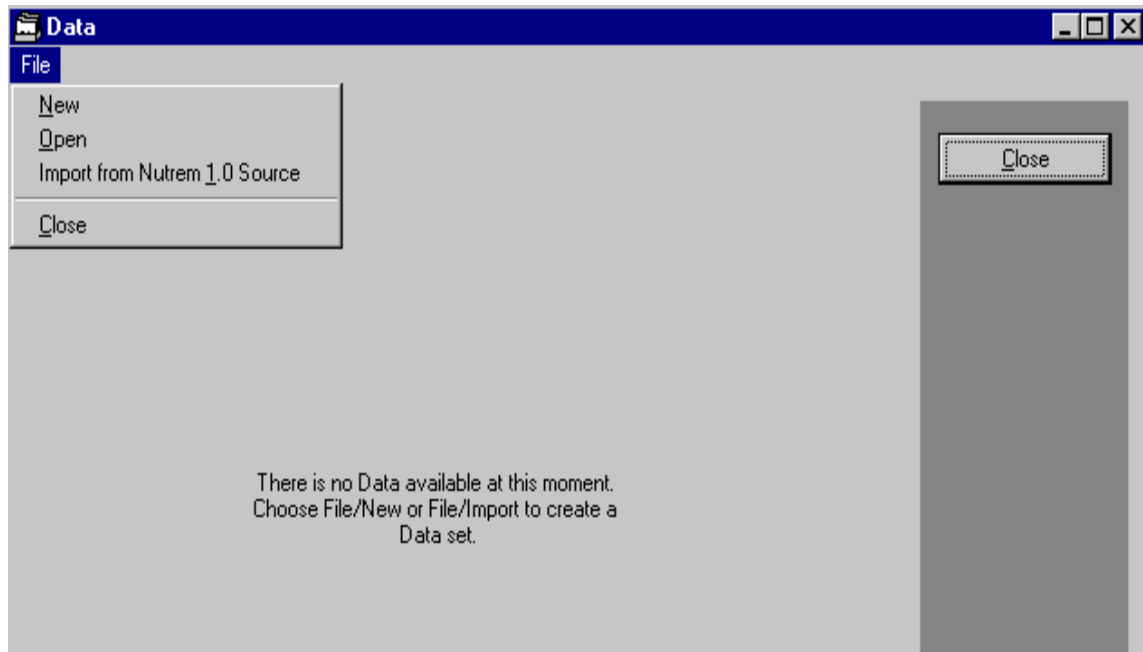 Data
File
New
Open
Import from Nutrem 1.0 Source
Close
Close
There is no Data available at this moment.
Choose File/New or File/Import to create a
Data set.